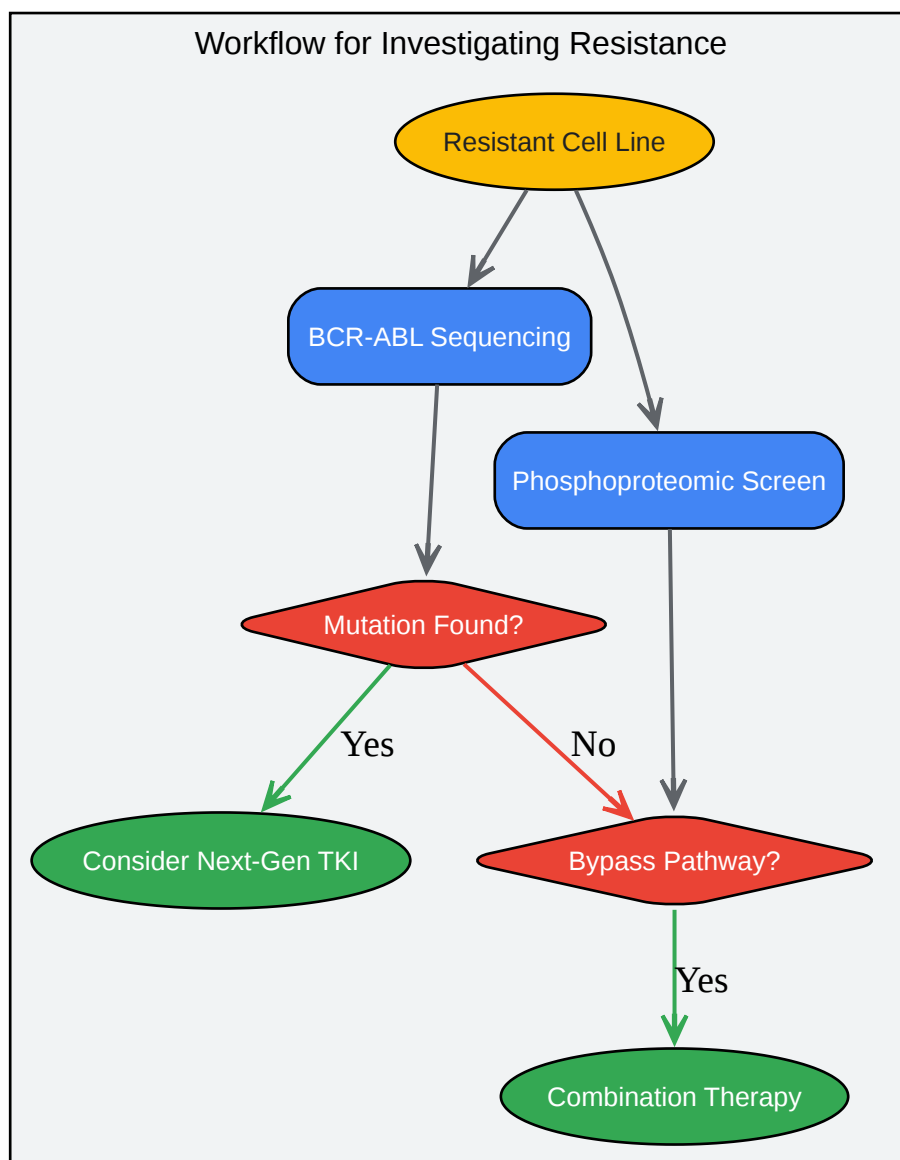 Workflow for Investigating Resistance
Resistant Cell Line
BCR-ABL Sequencing
Phosphoproteomic Screen
Mutation Found?
Yes
No
Consider Next-Gen TKI
Bypass Pathway?
Yes
Combination Therapy